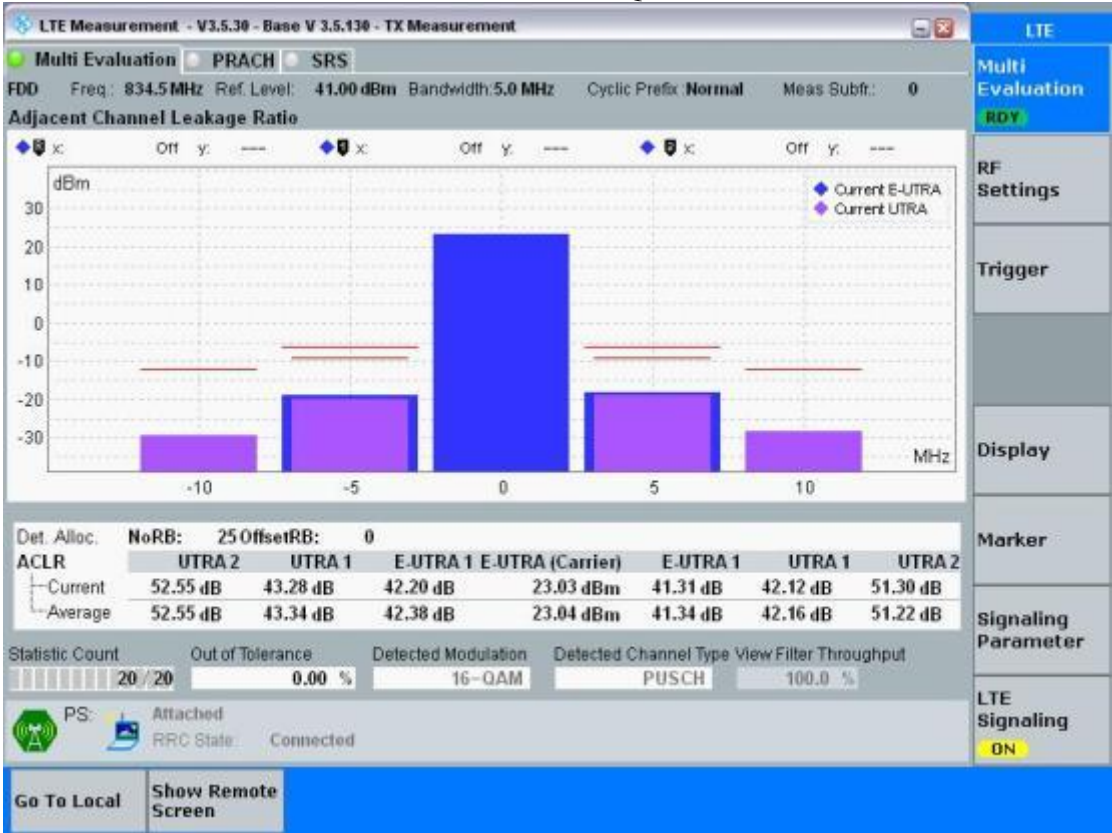 LTE Measurement - V3.5.30 - Base V 3.5.130 - TX Measurement
LTE
Multi Evaluation PRACH SRS
Multi
Evaluation
RDY
FDD Freq.: 834.5 MHz Ref. Level: 41.00 dBm Bandwidth: 5.0 MHz Cyclic Prefix: Normal Meas Subfr.: 0
Adjacent Channel Leakage Ratio
x: Off y: --- x: Off y: --- x: Off y: ---
dBm
Current E-UTRA
Current UTRA
30
20
10
0
-10
-20
-30
MHz
-10 -5 0 5 10
RF
Settings
Trigger
Display
Marker
Signaling
Parameter
LTE
Signaling
ON
Det. Alloc. NoRB: 25 OffsetRB: 0
ACLR UTRA 2 UTRA 1 E-UTRA 1 E-UTRA (Carrier) E-UTRA 1 UTRA 1 UTRA 2
Current 52.55 dB 43.28 dB 42.20 dB 23.03 dBm 41.31 dB 42.12 dB 51.30 dB
Average 52.55 dB 43.34 dB 42.38 dB 23.04 dBm 41.34 dB 42.16 dB 51.22 dB
Statistic Count Out of Tolerance Detected Modulation Detected Channel Type View Filter Throughput
20 / 20 0.00 % 16-QAM PUSCH 100.0 %
PS: Attached
RRC State: Connected
Go To Local
Show Remote
Screen